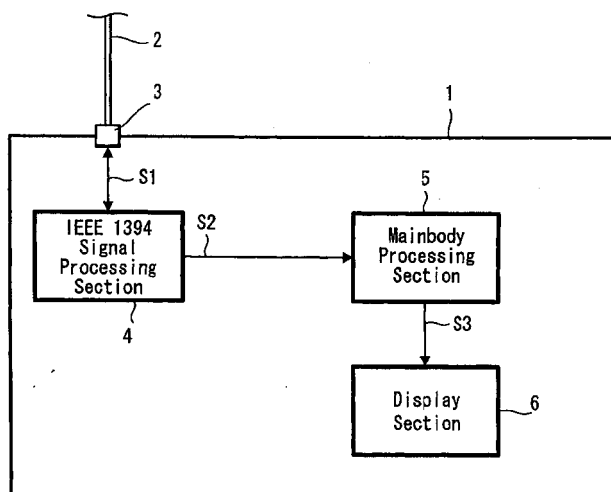 2
3
1
S1
5
IEEE 1394
Signal
Processing
Section
S2
Mainbody
Processing
Section
4
S3
Display
Section
6